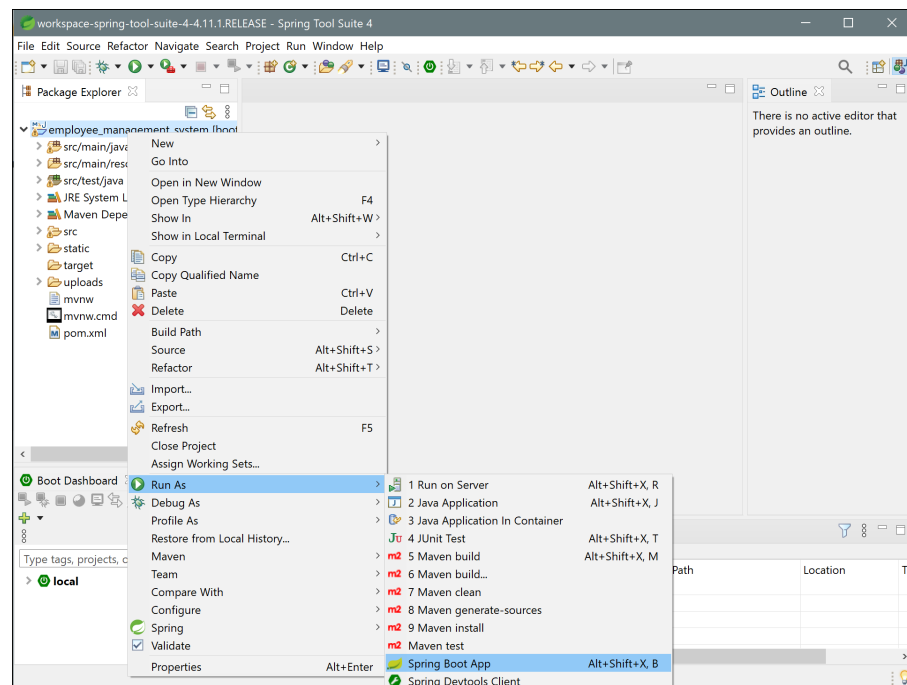 workspace-spring-tool-suite-4-4.11.1.RELEASE - Spring Tool Suite 4
File Edit Source Refactor Navigate Search Project Run Window Help
Package Explorer
Outline
There is no active editor that
provides an outline.
employee_management_system [boot
src/main/java
src/main/reso
src/test/java
JRE System L
Maven Depe
src
static
target
uploads
mvnw
mvnw.cmd
pom.xml
New
Go Into
Open in New Window
Open Type Hierarchy F4
Show In Alt+Shift+W
Show in Local Terminal
Copy Ctrl+C
Copy Qualified Name
Paste Ctrl+V
Delete Delete
Build Path
Source Alt+Shift+S
Refactor Alt+Shift+T
Import...
Export...
Refresh F5
Close Project
Assign Working Sets...
Run As
Debug As
Profile As
Restore from Local History...
Maven
Team
Compare With
Configure
Spring
Validate
Properties Alt+Enter
1 Run on Server Alt+Shift+X, R
2 Java Application Alt+Shift+X, J
3 Java Application In Container
JU 4 JUnit Test Alt+Shift+X, T
m2 5 Maven build Alt+Shift+X, M
m2 6 Maven build...
m2 7 Maven clean
m2 8 Maven generate-sources
m2 9 Maven install
m2 Maven test
Spring Boot App Alt+Shift+X, B
Spring Devtools Client
Boot Dashboard
Type tags, projects, o
local
Path Location T